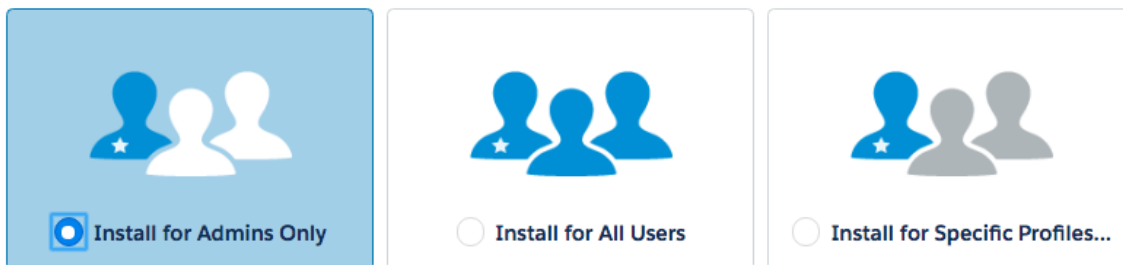 Install for Admins Only
Install for All Users
Install for Specific Profiles...